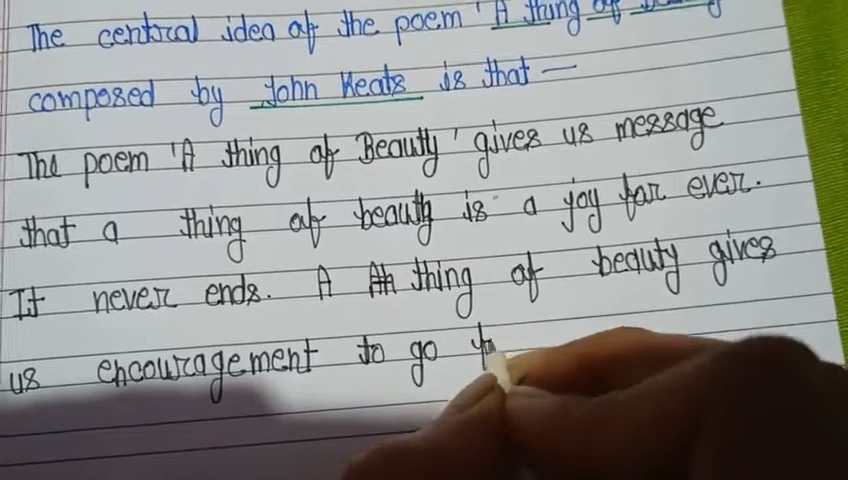 The central idea of the poem 'A thing of
composed by John Keats is that —
The poem 'A thing of Beauty' gives us message
that a thing of beauty is a joy for ever.
It never ends. A Ah thing of beauty gives
us encouragement to go